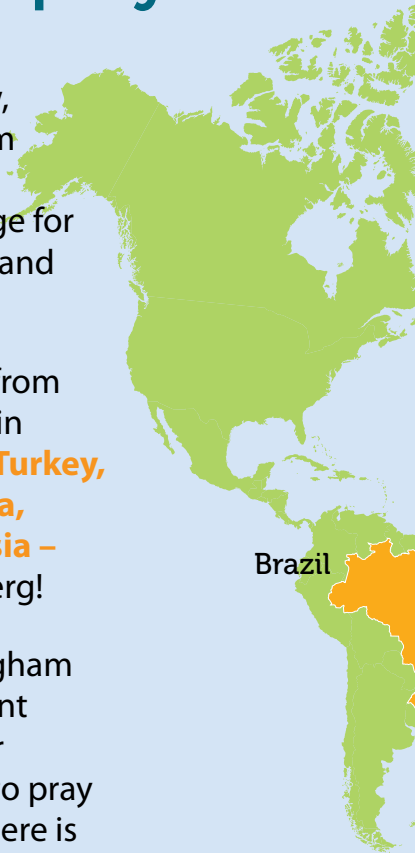 ge for
and
from
in
Turkey,
a,
sia –
erg!
gham
nt
o pray
ere is
Brazil